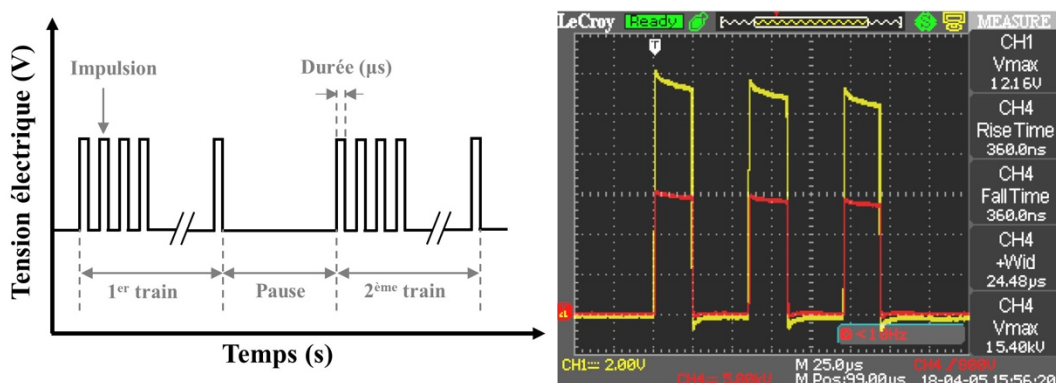 Tension électrique (V)
Impulsion
Durée (µs)
1er train
Pause
2ème train
Temps (s)
LeCroy Ready MEASURE
T
CH1
Vmax
12.16V
CH4
Rise Time
360.0ns
CH4
Fall Time
360.0ns
CH4
+Wid
24.48µs
CH4
Vmax
15.40kV
CH1 2.00V M 25.0µs
CH4 5.00kV M Pos:99.00µs 18-04-05 15:56:20